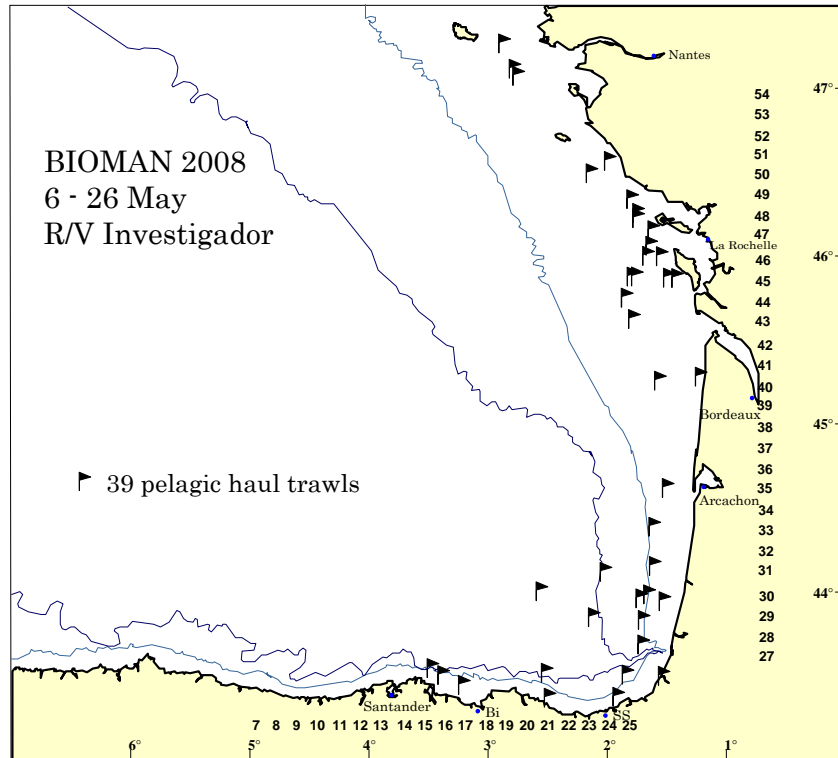 Nantes
47°
54
53
52
51
50
49
48
47
La Rochelle
46
46°
45
44
43
42
41
40
39
Bordeaux
45°
38
37
36
35
Arcachon
34
33
32
31
30
44°
29
28
27
BIOMAN 2008
6 - 26 May
R/V Investigador
39 pelagic haul trawls
Santander
Bi
SS
7 8 9 10 11 12 13 14 15 16 17 18 19 20 21 22 23 24 25
6° 5° 4° 3° 2° 1°